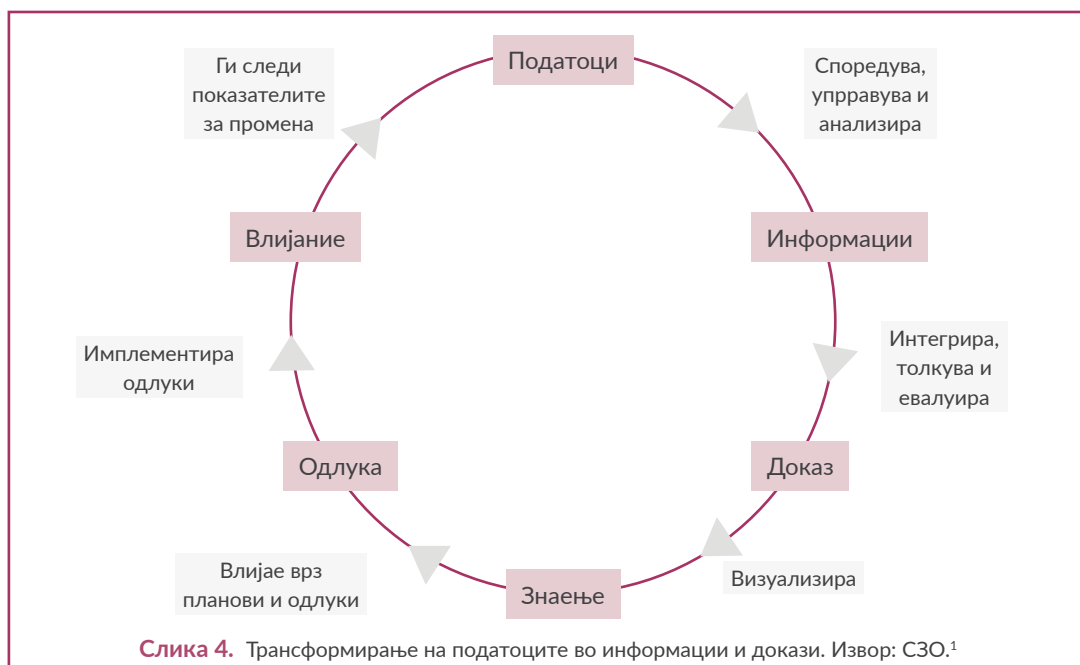 Податоци
Споредува,
упрравува и
анализира
Информации
Интегрира,
толкува и
евалуира
Доказ
Визуализира
Знаење
Влијае врз
планови и одлуки
Одлука
Имплементира
одлуки
Влијание
Ги следи
показателите
за промена
Слика 4. Трансформирање на податоците во информации и докази. Извор: СЗО.¹